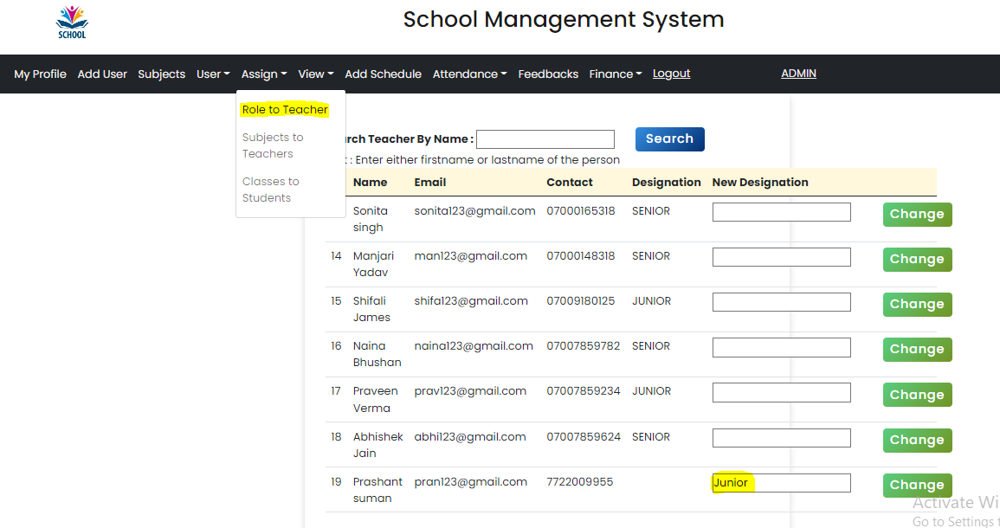 SCHOOL
School Management System
My Profile Add User Subjects User Assign View Add Schedule Attendance Feedbacks Finance Logout ADMIN
Role to Teacher
Subjects to
Teachers
Classes to
Students
rch Teacher By Name : Search
: Enter either firstname or lastname of the person
Name Email Contact Designation New Designation
Sonita sonita123@gmail.com 07000165318 SENIOR Change
singh
14 Manjari man123@gmail.com 07000148318 SENIOR Change
Yadav
15 Shifali shifa123@gmail.com 07009180125 JUNIOR Change
James
16 Naina naina123@gmail.com 07007859782 SENIOR Change
Bhushan
17 Praveen prav123@gmail.com 07007859234 JUNIOR Change
Verma
18 Abhishek abhi123@gmail.com 07007859624 SENIOR Change
Jain
19 Prashant pran123@gmail.com 7722009955 Junior Change
suman
Activate Wi
Go to Settings t